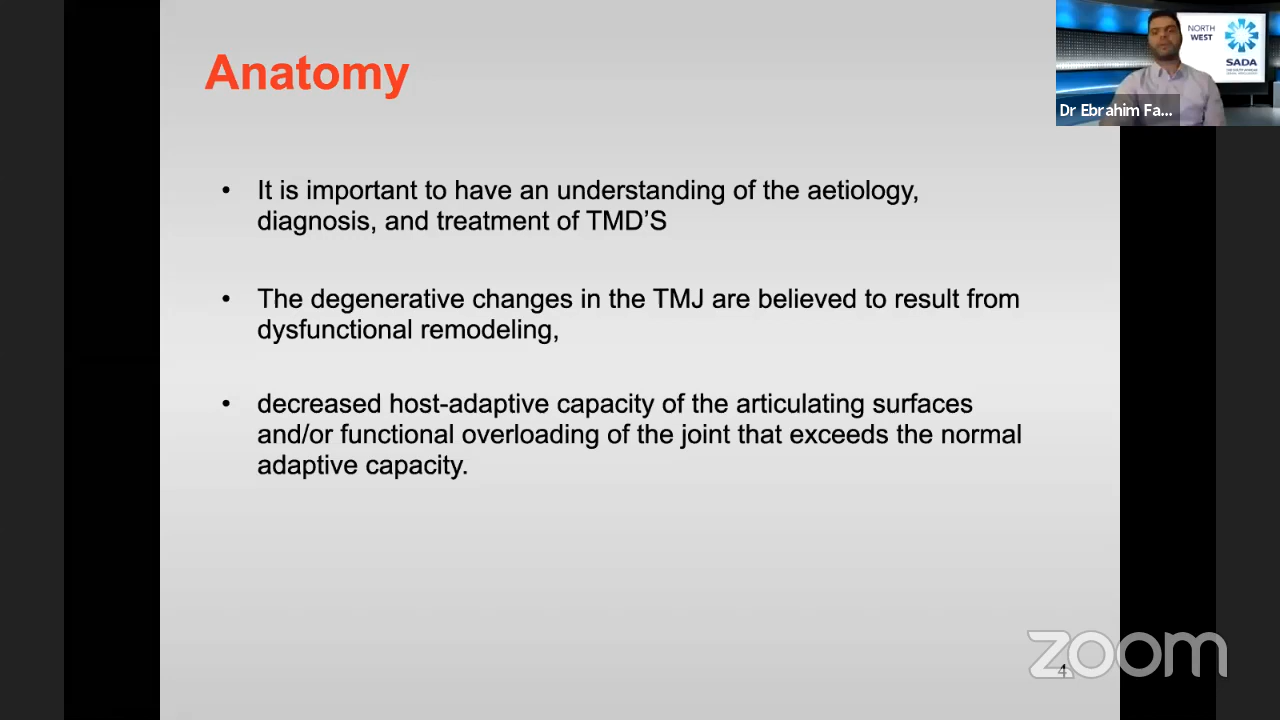 Anatomy
NORTH
WEST
SADA
Dr Ebrahim Fa...
• It is important to have an understanding of the aetiology,
diagnosis, and treatment of TMD’S
• The degenerative changes in the TMJ are believed to result from
dysfunctional remodeling,
• decreased host-adaptive capacity of the articulating surfaces
and/or functional overloading of the joint that exceeds the normal
adaptive capacity.
zoom
4